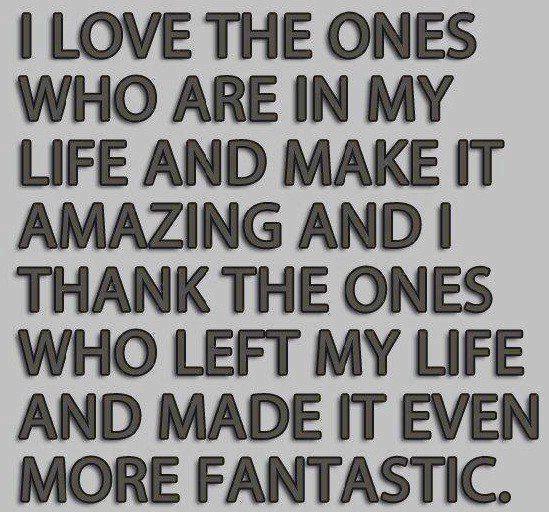 I LOVE THE ONES
WHO ARE IN MY
LIFE AND MAKE IT
AMAZING AND I
THANK THE ONES
WHO LEFT MY LIFE
AND MADE IT EVEN
MORE FANTASTIC.